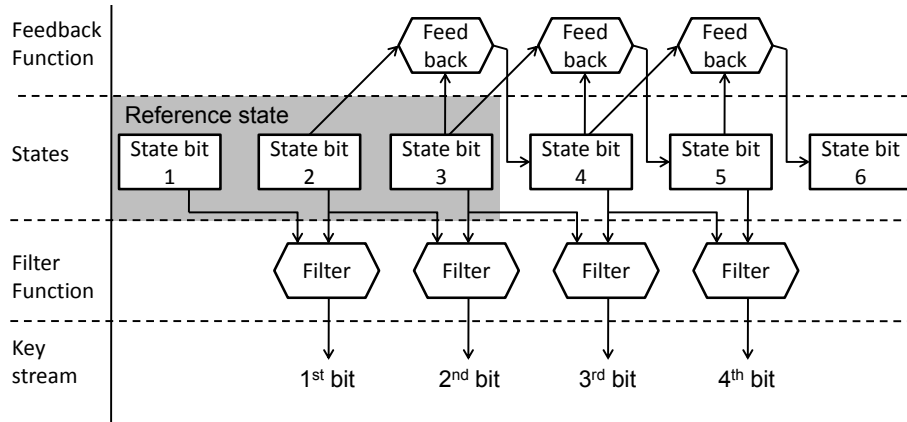 Feedback
Function
Feed
back
Feed
back
Feed
back
Reference state
States
State bit
1
State bit
2
State bit
3
State bit
4
State bit
5
State bit
6
Filter
Function
Filter
Filter
Filter
Filter
Key
stream
1st bit
2nd bit
3rd bit
4th bit